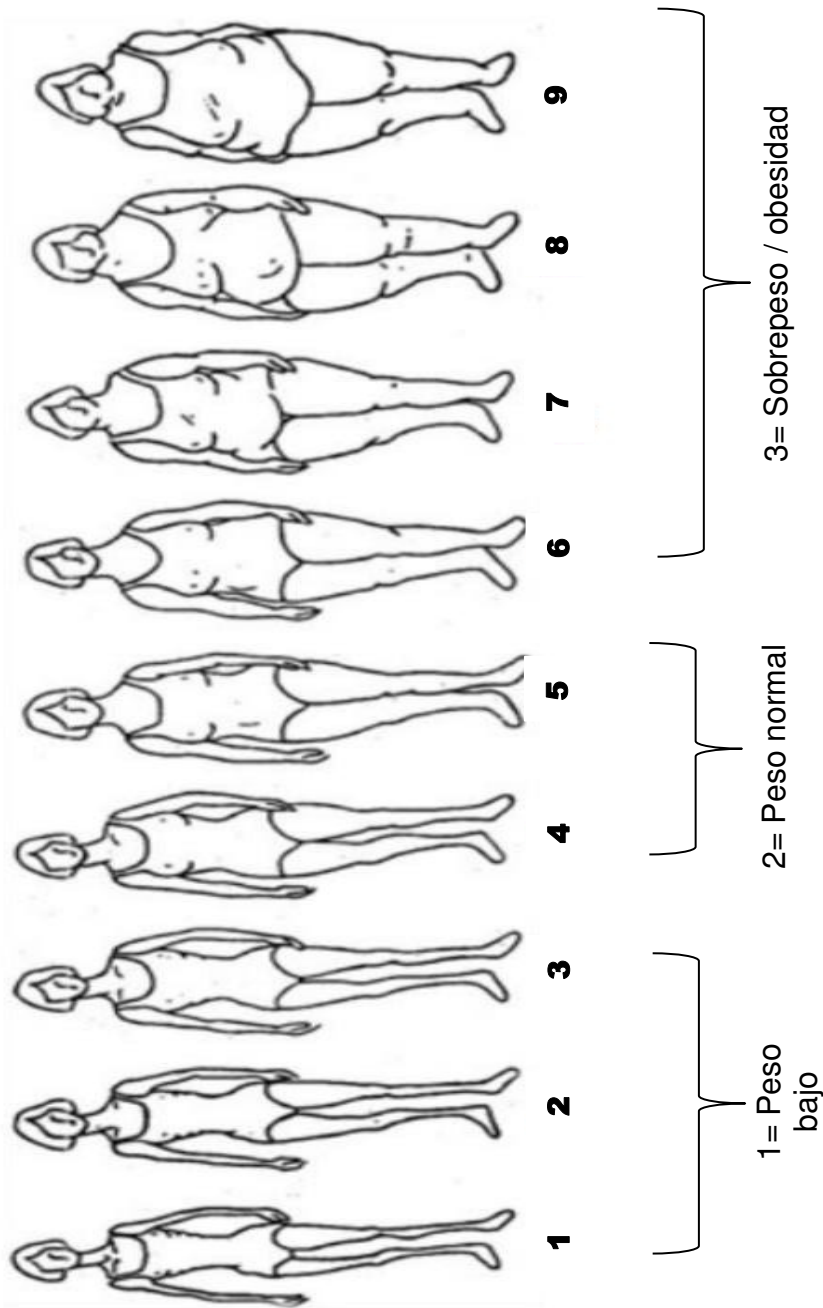 1 2 3 4 5 6 7 8 9
1= Peso
bajo
2= Peso normal
3= Sobrepeso / obesidad